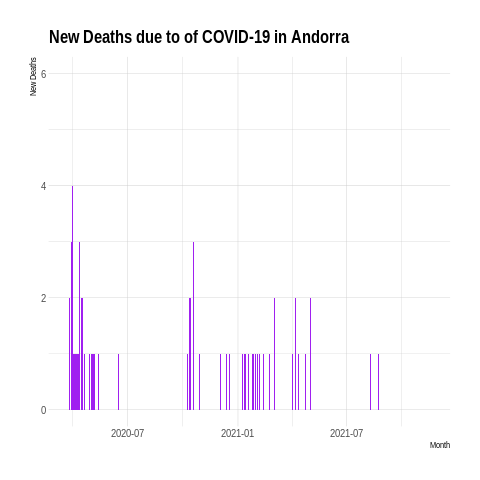 New Deaths due to of COVID-19 in Andorra
New Deaths
6
4
2
0
2020-07 2021-01 2021-07
Month